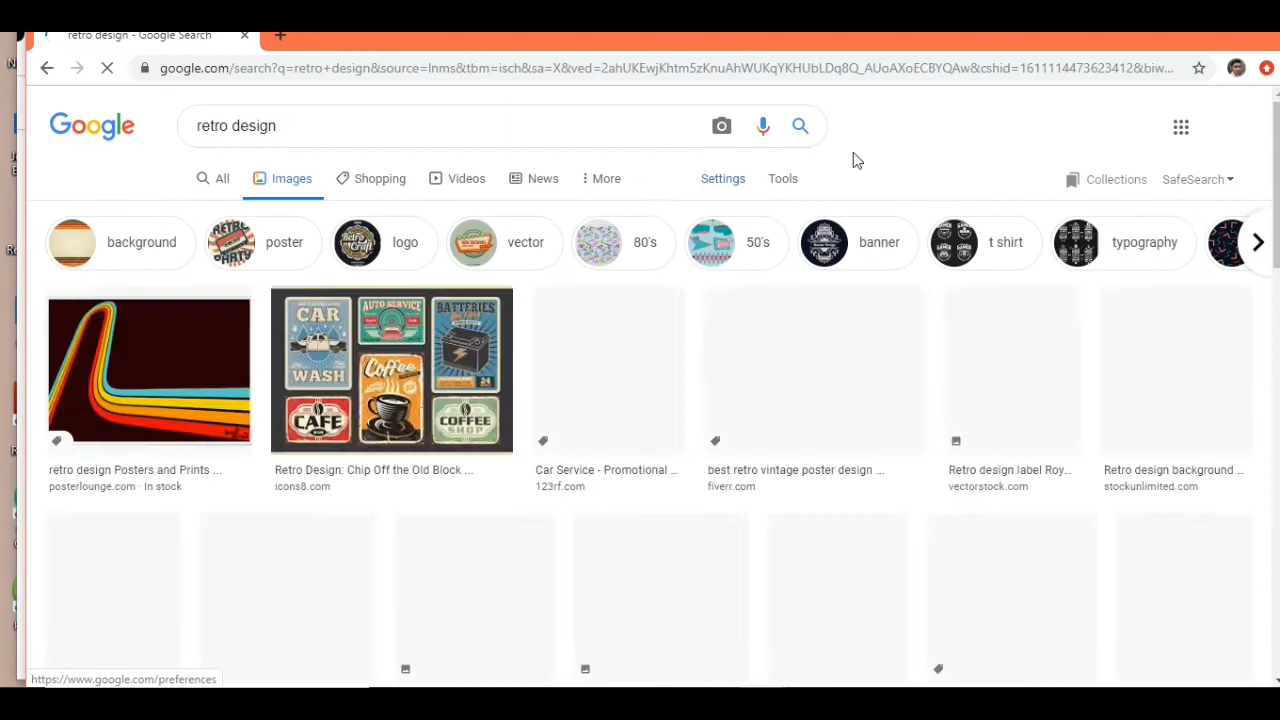 retro design - Google Search
google.com/search?q=retro+design&source=lnms&tbm=isch&sa=X&ved=2ahUKEwjKhtm5zKnuAhWUKqYKHUbLDq8Q_AUoAXoECBYQAw&cshid=1611114473623412&biw...
Google
retro design
All Images Shopping Videos News More Settings Tools Collections SafeSearch
background poster logo vector 80's 50's banner t shirt typography
RETRO PARTY
Retro Craft
CAR WASH
AUTO SERVICE
BATTERIES
Coffee
24
CAFE
COFFEE SHOP
retro design Posters and Prints ... Retro Design: Chip Off the Old Block ... Car Service - Promotional ... best retro vintage poster design ... Retro design label Roy... Retro design background ...
posterlounge.com · In stock icons8.com 123rf.com fiverr.com vectorstock.com stockunlimited.com
https://www.google.com/preferences